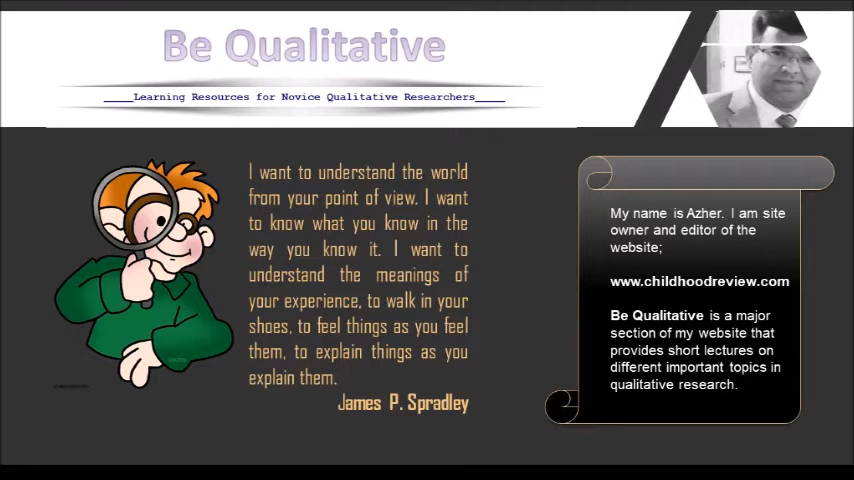 Be Qualitative
____Learning Resources for Novice Qualitative Researchers____
I want to understand the world
from your point of view. I want
to know what you know in the
way you know it. I want to
understand the meanings of
your experience, to walk in your
shoes, to feel things as you feel
them, to explain things as you
explain them.
James P. Spradley
My name is Azher. I am site
owner and editor of the
website;
www.childhoodreview.com
Be Qualitative is a major
section of my website that
provides short lectures on
different important topics in
qualitative research.